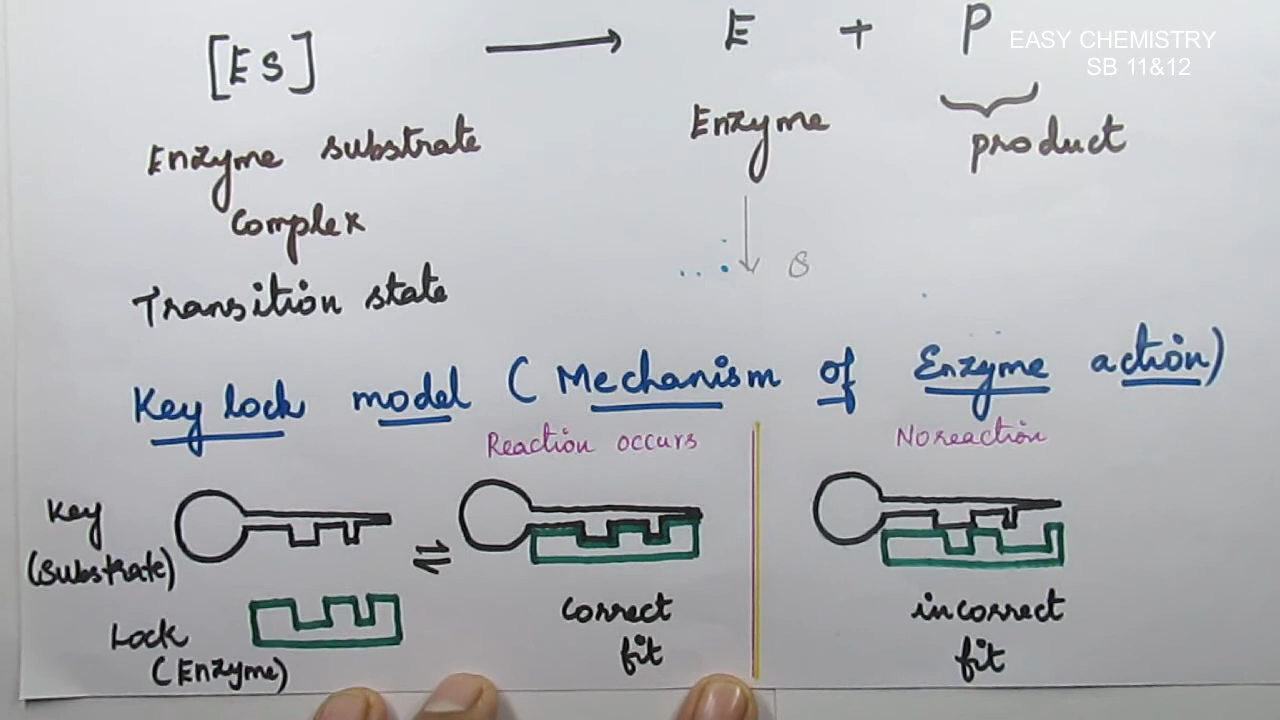 [ES] → E + P
EASY CHEMISTRY
SB 11&12
Enzyme substrate
Complex
Enzyme
product
Transition state
S
Key lock model (Mechanism of Enzyme action)
Reaction occurs
No reaction
Key
(Substrate)
⇌
Lock
(Enzyme)
correct
fit
incorrect
fit